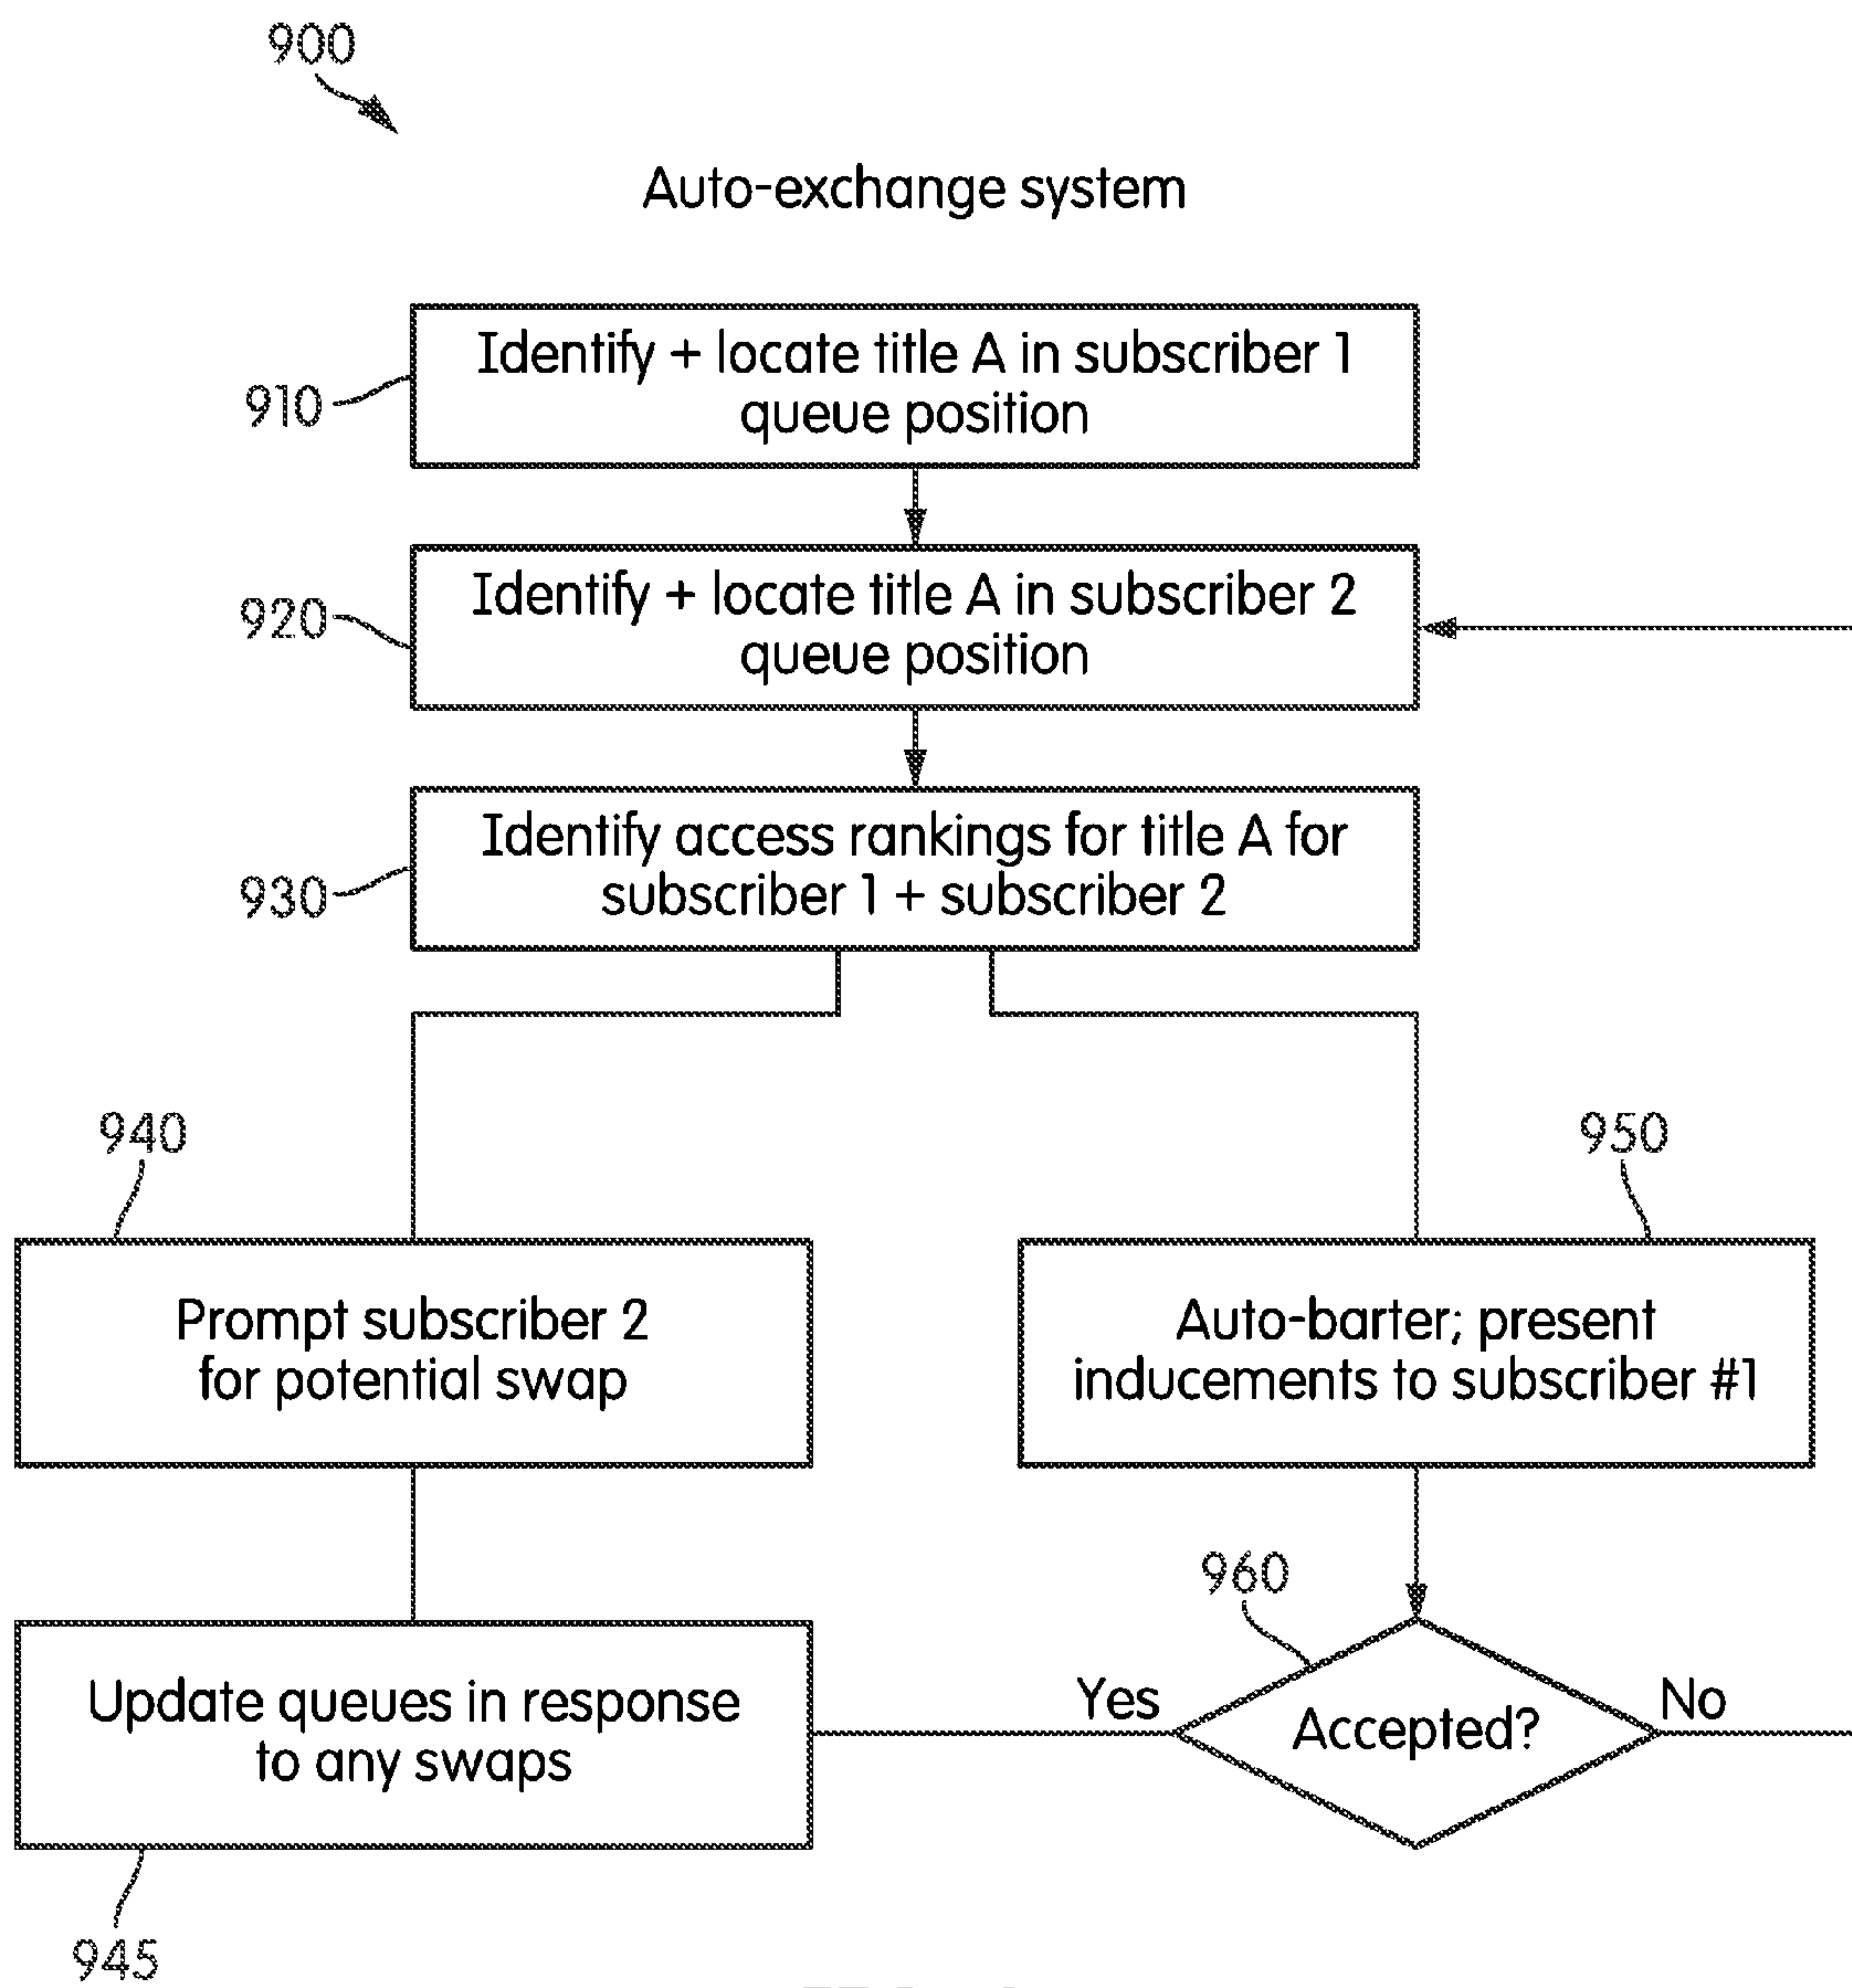 900
Auto-exchange system
Identify + locate title A in subscriber 1
queue position
910
Identify + locate title A in subscriber 2
queue position
920
Identify access rankings for title A for
subscriber 1 + subscriber 2
930
940
950
Prompt subscriber 2
for potential swap
Auto-barter; present
inducements to subscriber #1
960
Update queues in response
to any swaps
Yes
Accepted?
No
945